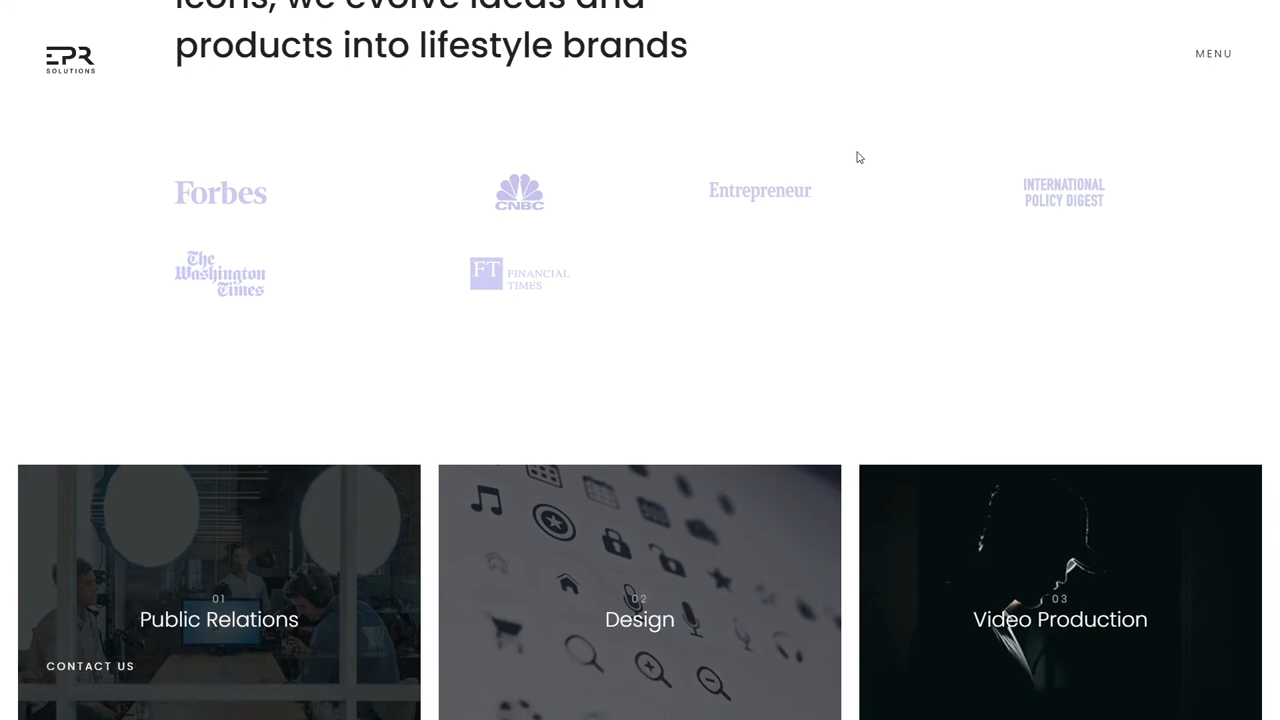 icons, we evolve ideas and
products into lifestyle brands
EPR
SOLUTIONS
MENU
Forbes
CNBC
Entrepreneur
INTERNATIONAL
POLICY DIGEST
The
Washington
Times
FT FINANCIAL
TIMES
01
Public Relations
02
Design
03
Video Production
CONTACT US